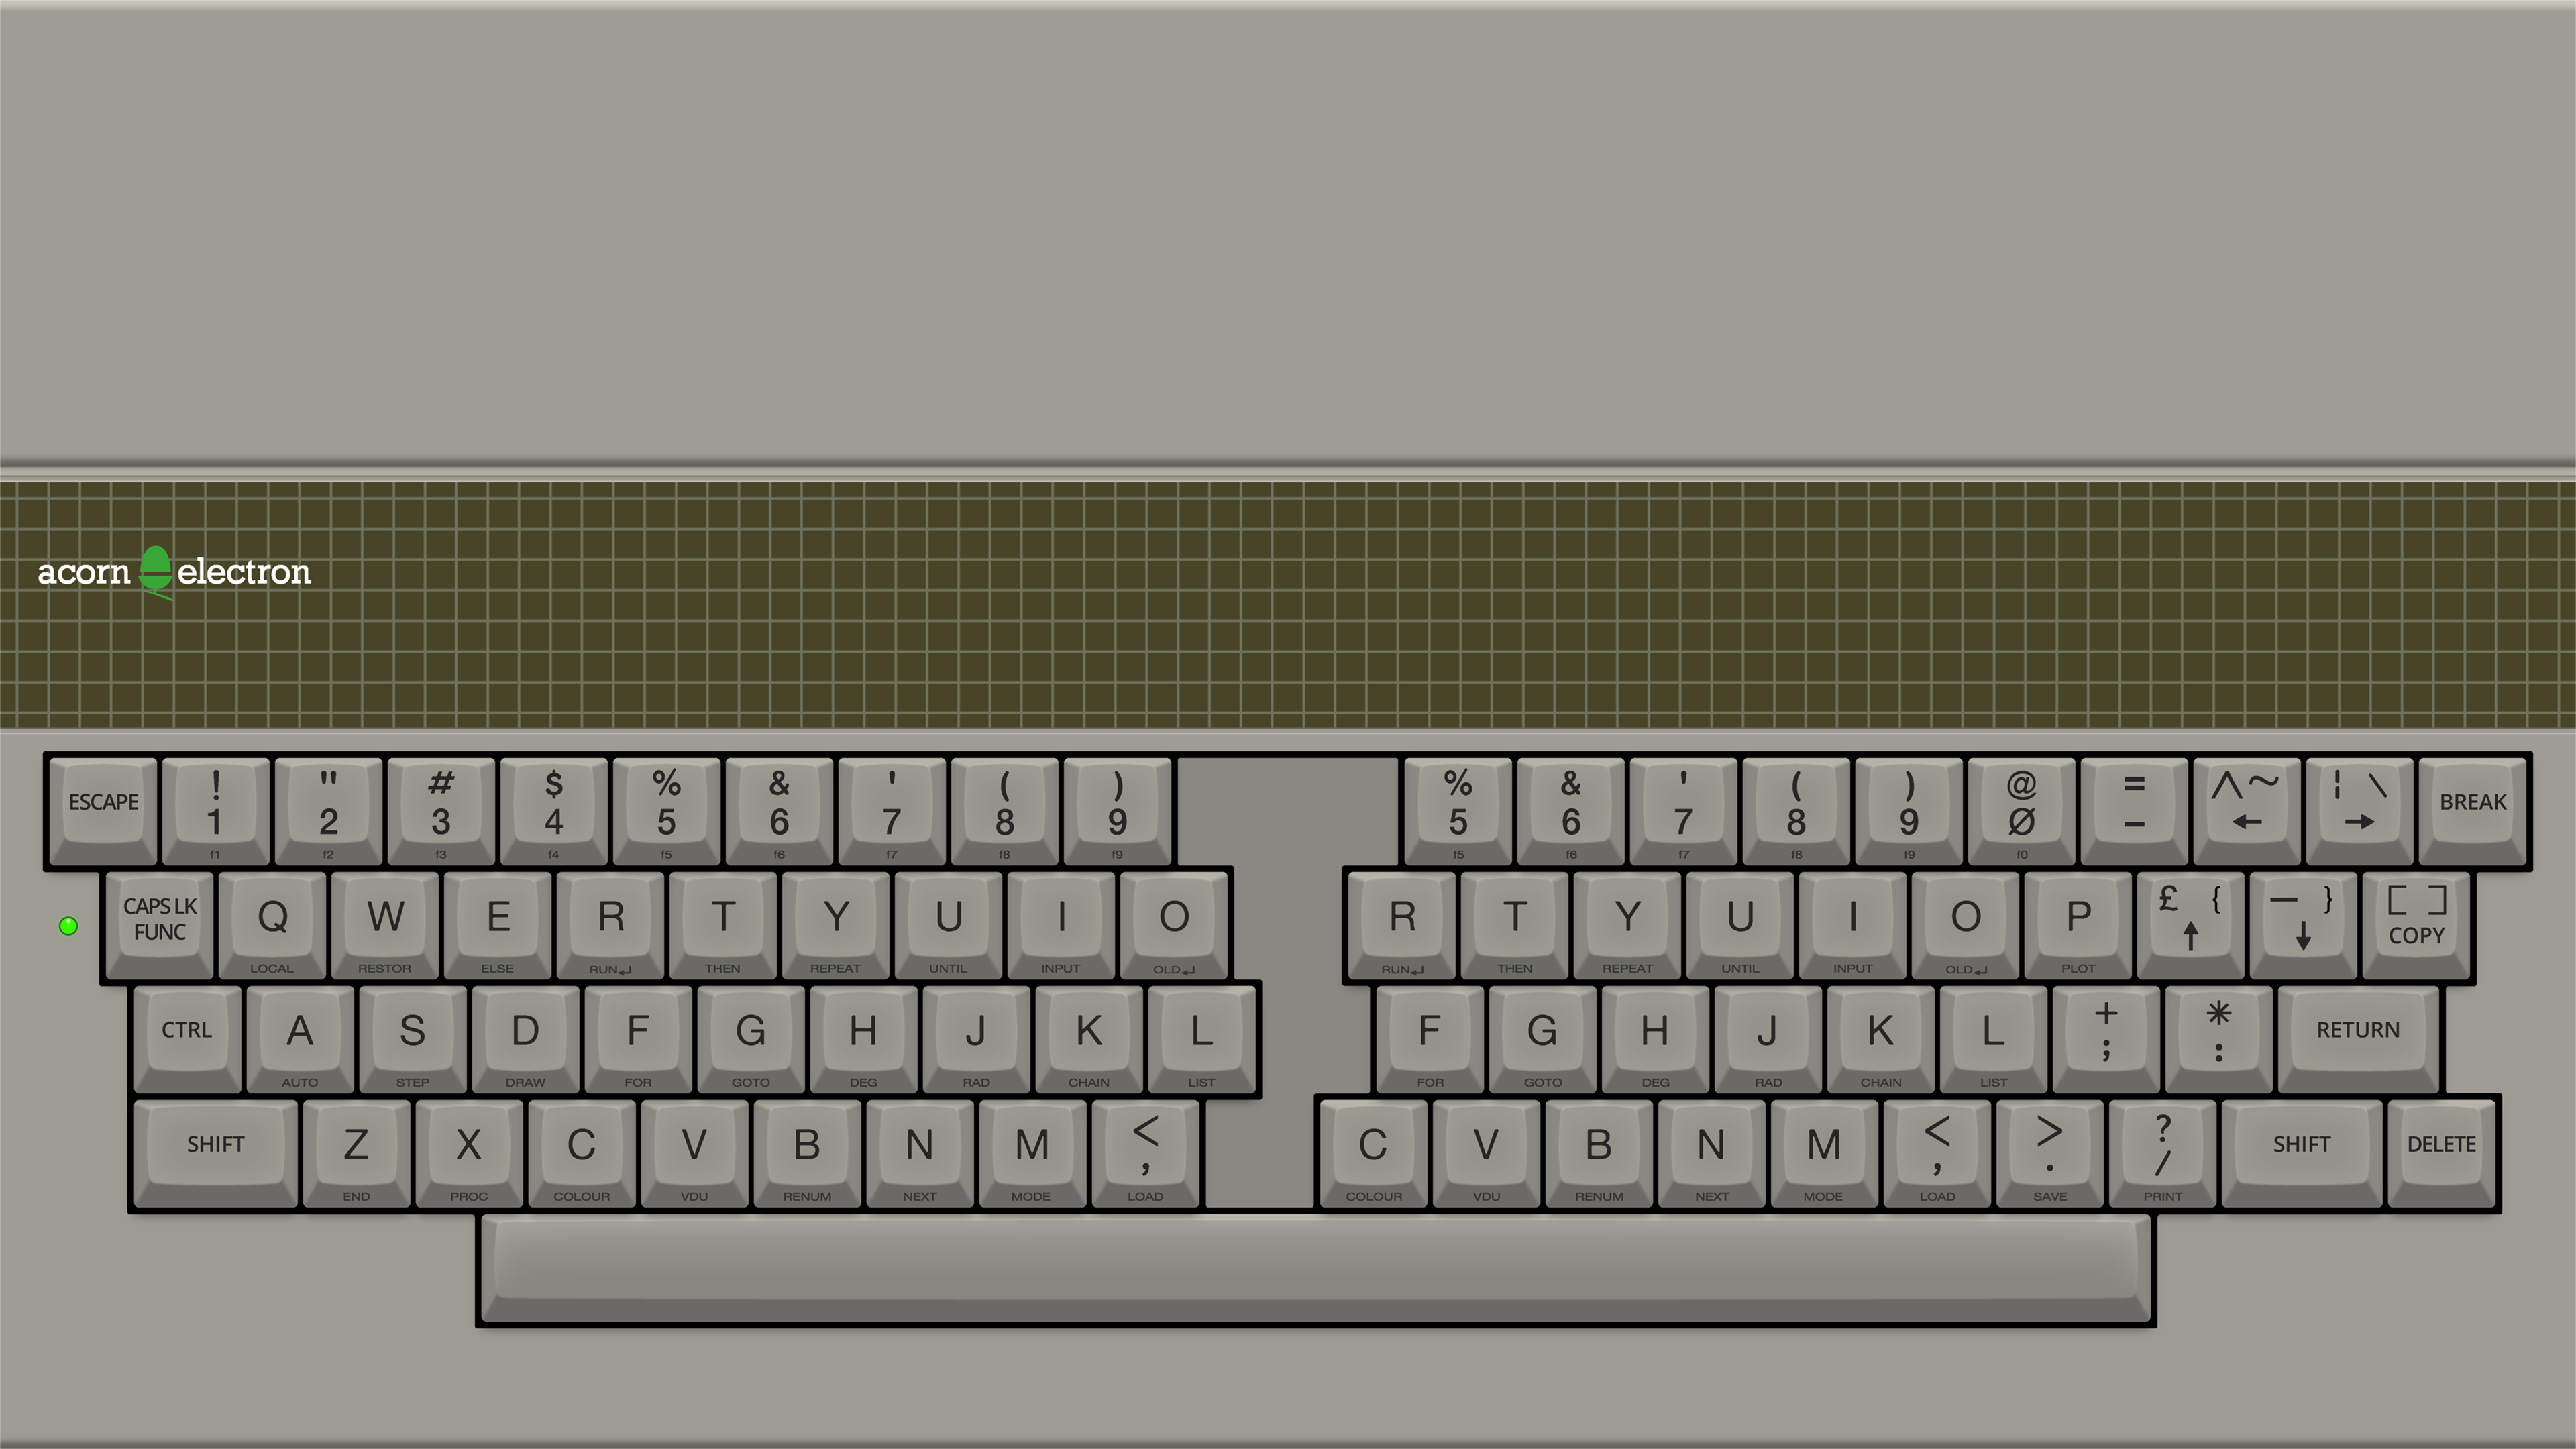 acorn electron
ESCAPE ! 1 f1 " 2 f2 # 3 f3 $ 4 f4 % 5 f5 & 6 f6 ' 7 f7 ( 8 f8 ) 9 f9 % 5 f5 & 6 f6 ' 7 f7 ( 8 f8 ) 9 f9 @ Ø f0 = - ^ ~ ← ¦ \ → BREAK
CAPS LK FUNC Q LOCAL W RESTOR E ELSE R RUN↵ T THEN Y REPEAT U UNTIL I INPUT O OLD↵ R RUN↵ T THEN Y REPEAT U UNTIL I INPUT O OLD↵ P PLOT £ { ↑ — } ↓ [ ] COPY
CTRL A AUTO S STEP D DRAW F FOR G GOTO H DEG J RAD K CHAIN L LIST F FOR G GOTO H DEG J RAD K CHAIN L LIST + ; * : RETURN
SHIFT Z END X PROC C COLOUR V VDU B RENUM N NEXT M MODE < , LOAD C COLOUR V VDU B RENUM N NEXT M MODE < , LOAD > . SAVE ? / PRINT SHIFT DELETE